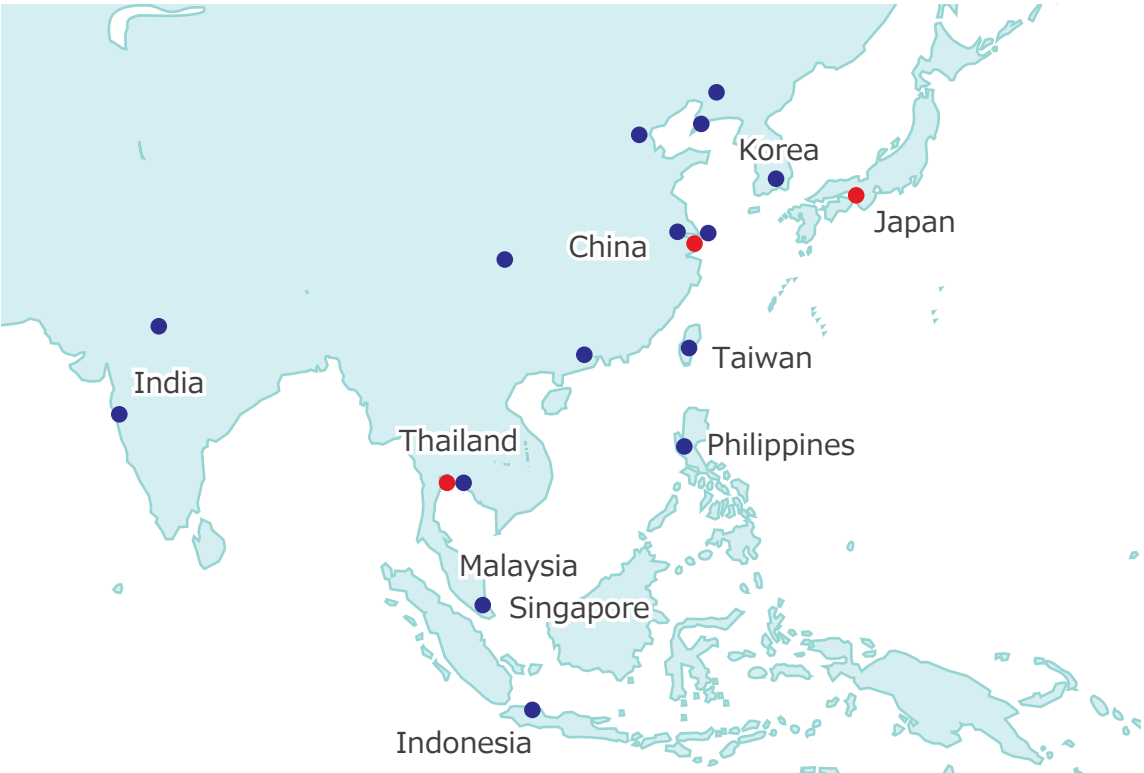 Korea
Japan
China
Taiwan
India
Thailand
Philippines
Malaysia
Singapore
Indonesia